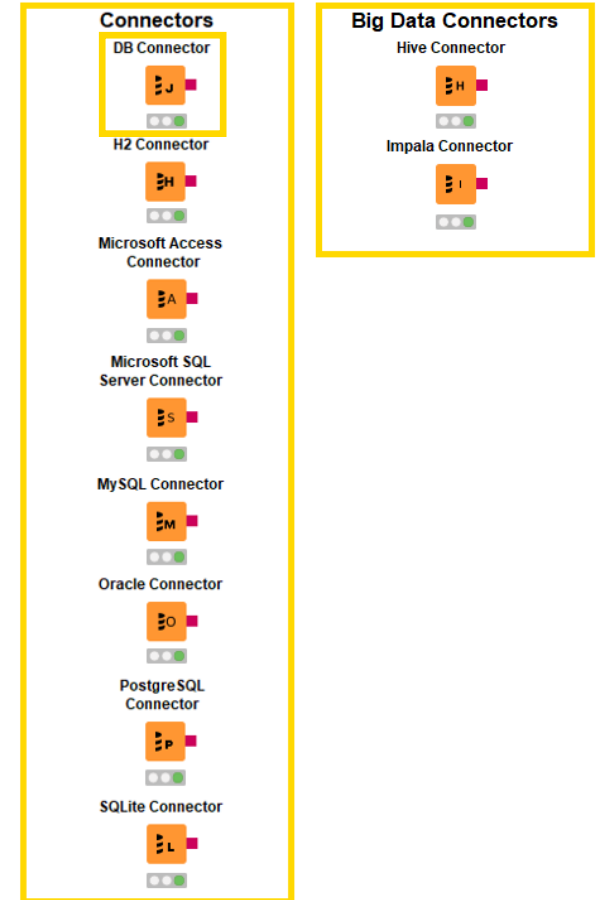 Connectors
DB Connector
J
H2 Connector
H
Microsoft Access
Connector
A
Microsoft SQL
Server Connector
S
MySQL Connector
M
Oracle Connector
O
PostgreSQL
Connector
P
SQLite Connector
L
Big Data Connectors
Hive Connector
H
Impala Connector
I